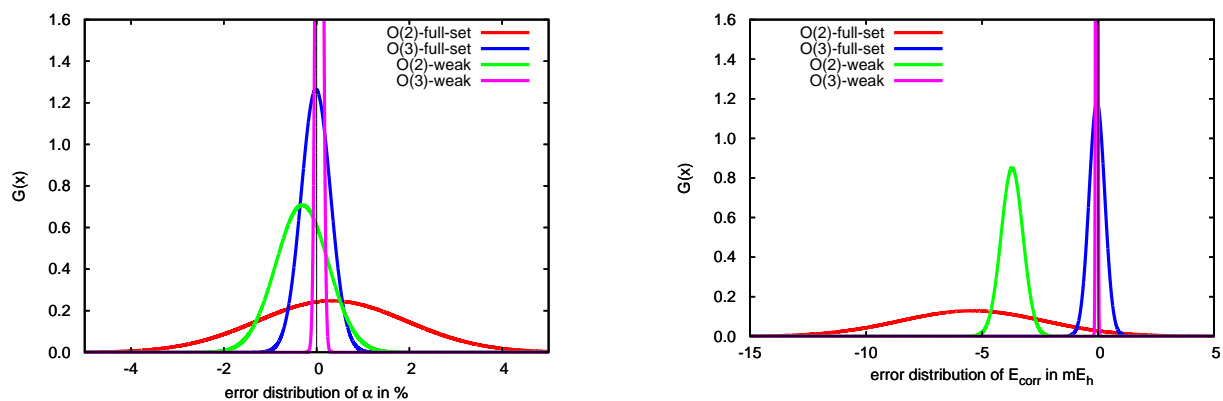 G(x)
1.6
1.4
1.2
1.0
0.8
0.6
0.4
0.2
0.0
O(2)-full-set
O(3)-full-set
O(2)-weak
O(3)-weak
-4
-2
0
2
4
error distribution of α in %
G(x)
1.6
1.4
1.2
1.0
0.8
0.6
0.4
0.2
0.0
O(2)-full-set
O(3)-full-set
O(2)-weak
O(3)-weak
-15
-10
-5
0
5
error distribution of E_corr in mE_h